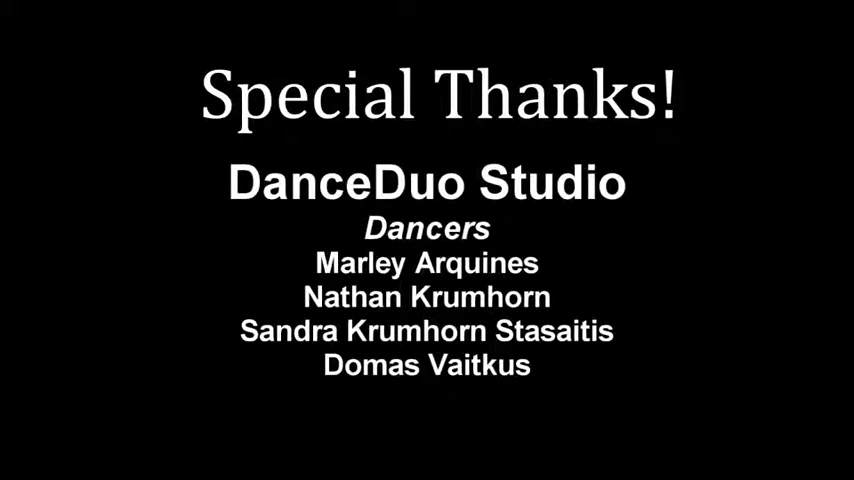 Special Thanks!
DanceDuo Studio
Dancers
Marley Arquines
Nathan Krumhorn
Sandra Krumhorn Stasaitis
Domas Vaitkus